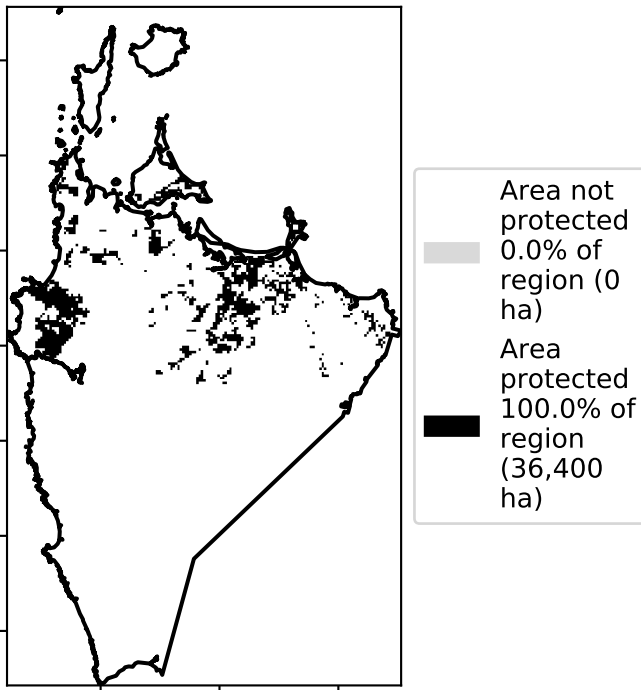 Area not
protected
0.0% of
region (0
ha)
Area
protected
100.0% of
region
(36,400
ha)